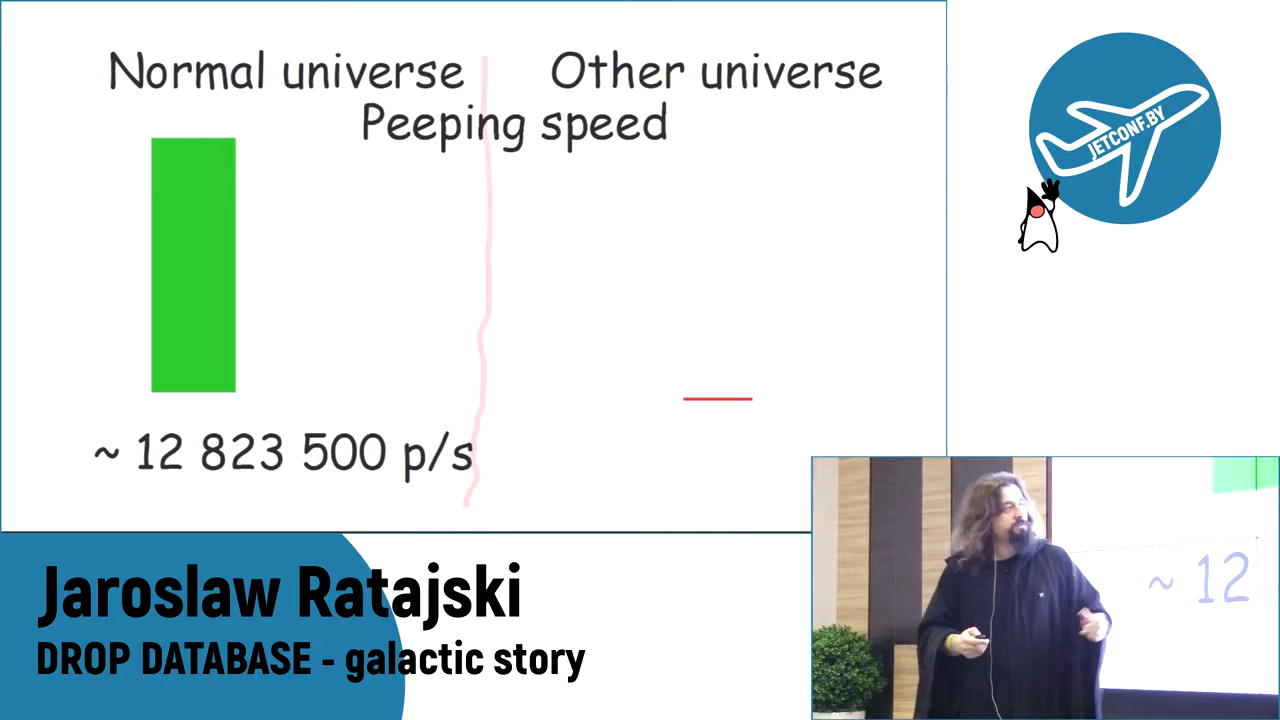 Normal universe
Other universe
Peeping speed
~ 12 823 500 p/s
JETCONF.BY
~ 12
Jaroslaw Ratajski
DROP DATABASE - galactic story